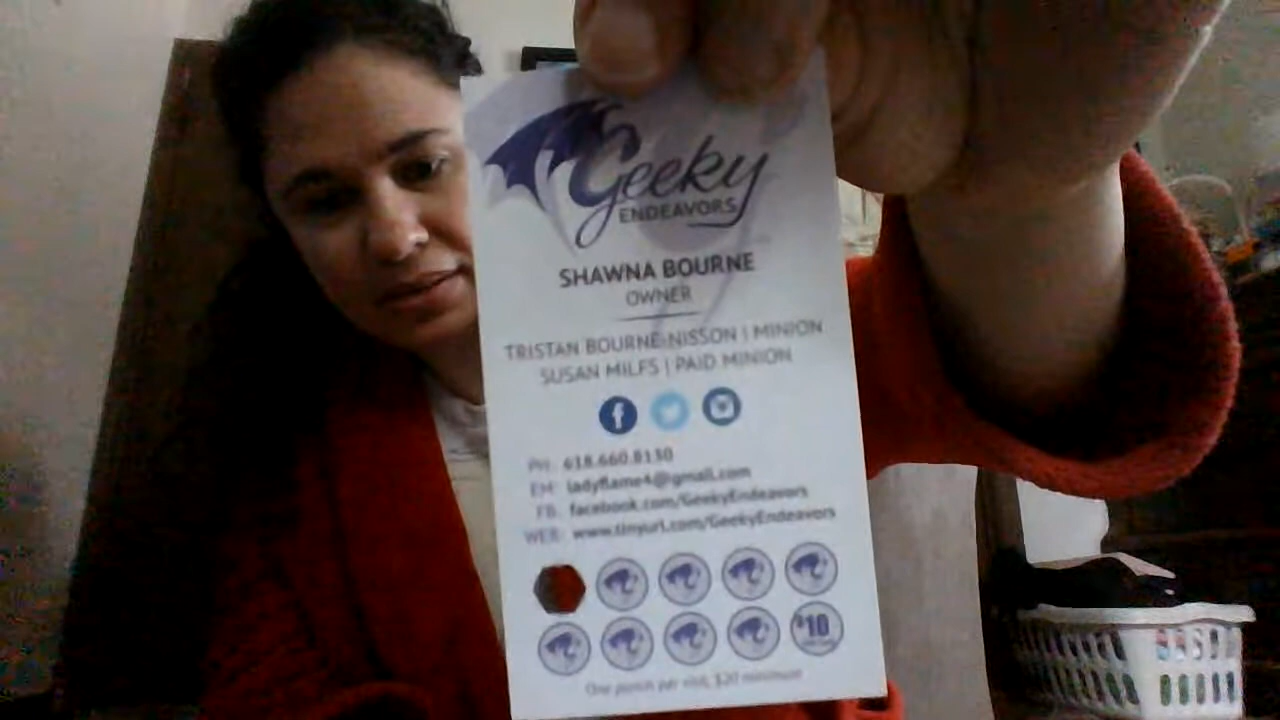 Geeky
ENDEAVORS
SHAWNA BOURNE
OWNER
TRISTAN BOURNE-NISSON | MINION
SUSAN MILFS | PAID MINION
PH: 618.660.8130
EM: ladyflame4@gmail.com
FB: facebook.com/GeekyEndeavors
WEB: www.tinyurl.com/GeekyEndeavors
$10
One punch per visit, $20 minimum